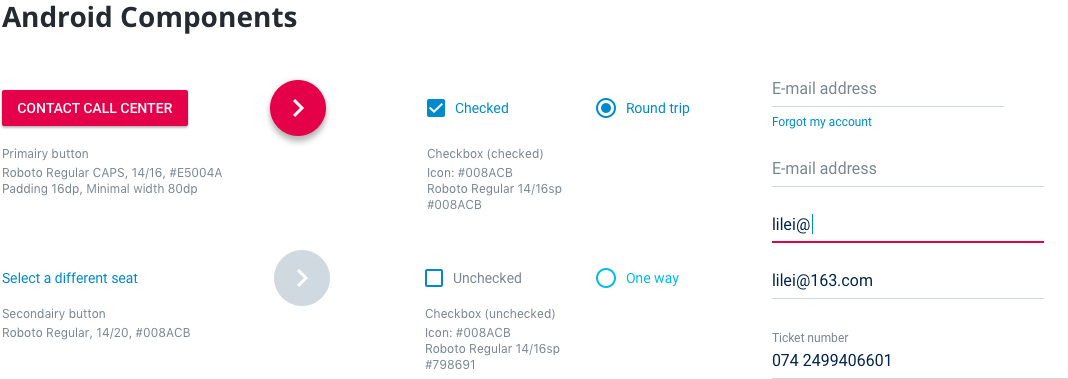 Android Components
CONTACT CALL CENTER
Primairy button
Roboto Regular CAPS, 14/16, #E5004A
Padding 16dp, Minimal width 80dp
Select a different seat
Secondairy button
Roboto Regular, 14/20, #008ACB
Checked
Checkbox (checked)
Icon: #008ACB
Roboto Regular 14/16sp
#008ACB
Unchecked
Checkbox (unchecked)
Icon: #008ACB
Roboto Regular 14/16sp
#798691
Round trip
One way
E-mail address
Forgot my account
E-mail address
lilei@
lilei@163.com
Ticket number
074 2499406601